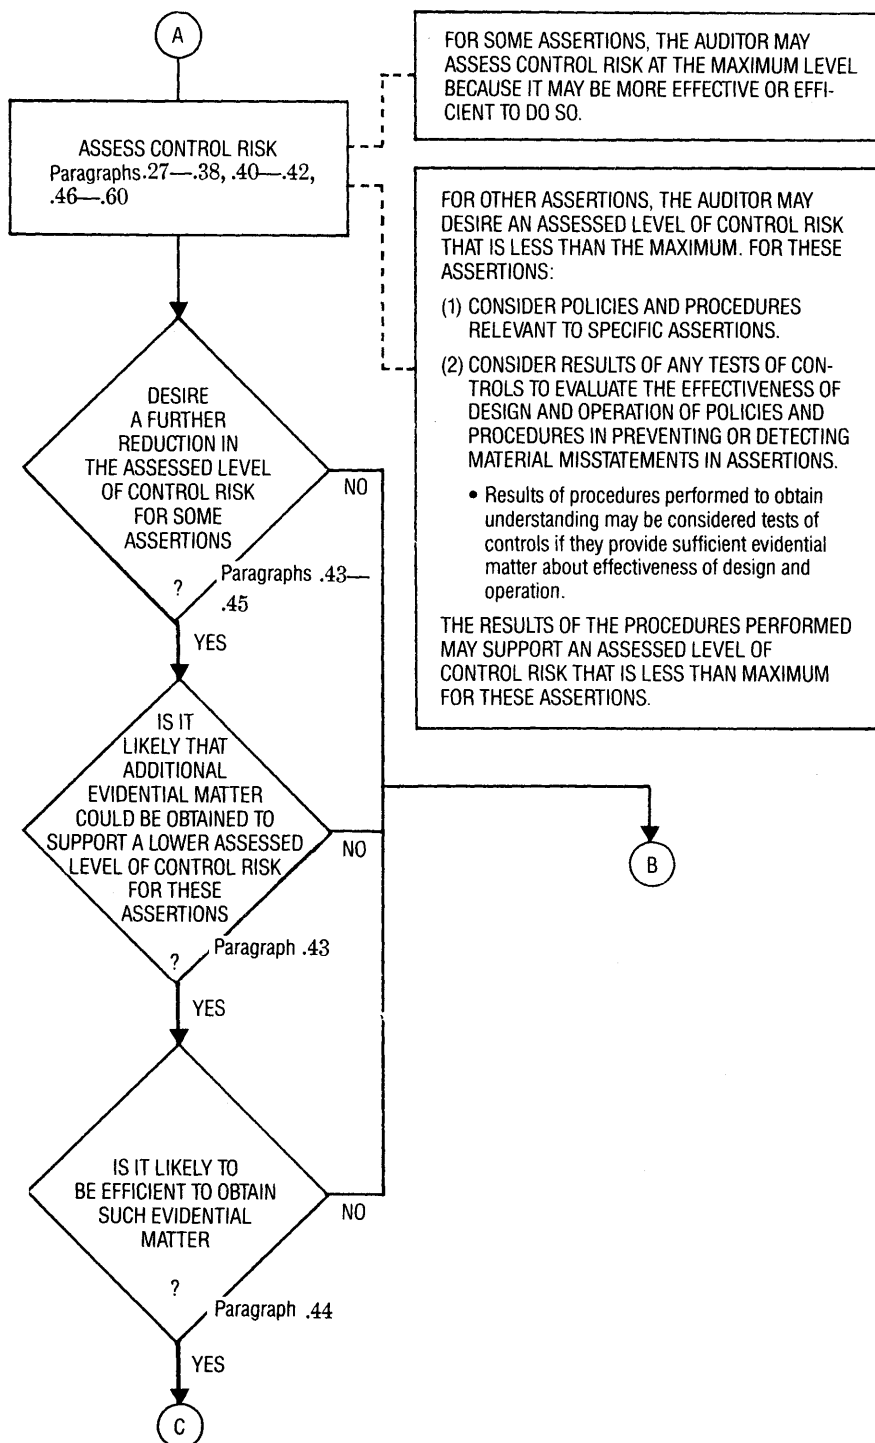 A
FOR SOME ASSERTIONS, THE AUDITOR MAY
ASSESS CONTROL RISK AT THE MAXIMUM LEVEL
BECAUSE IT MAY BE MORE EFFECTIVE OR EFFI-
CIENT TO DO SO.
ASSESS CONTROL RISK
Paragraphs .27—.38, .40—.42,
.46—.60
FOR OTHER ASSERTIONS, THE AUDITOR MAY
DESIRE AN ASSESSED LEVEL OF CONTROL RISK
THAT IS LESS THAN THE MAXIMUM. FOR THESE
ASSERTIONS:
(1) CONSIDER POLICIES AND PROCEDURES
RELEVANT TO SPECIFIC ASSERTIONS.
(2) CONSIDER RESULTS OF ANY TESTS OF CON-
TROLS TO EVALUATE THE EFFECTIVENESS OF
DESIGN AND OPERATION OF POLICIES AND
PROCEDURES IN PREVENTING OR DETECTING
MATERIAL MISSTATEMENTS IN ASSERTIONS.
• Results of procedures performed to obtain
understanding may be considered tests of
controls if they provide sufficient evidential
matter about effectiveness of design and
operation.
THE RESULTS OF THE PROCEDURES PERFORMED
MAY SUPPORT AN ASSESSED LEVEL OF
CONTROL RISK THAT IS LESS THAN MAXIMUM
FOR THESE ASSERTIONS.
DESIRE
A FURTHER
REDUCTION IN
THE ASSESSED LEVEL
OF CONTROL RISK
FOR SOME
ASSERTIONS
?
NO
Paragraphs .43—
.45
YES
IS IT
LIKELY THAT
ADDITIONAL
EVIDENTIAL MATTER
COULD BE OBTAINED TO
SUPPORT A LOWER ASSESSED
LEVEL OF CONTROL RISK
FOR THESE
ASSERTIONS
?
NO
B
Paragraph .43
YES
IS IT LIKELY TO
BE EFFICIENT TO OBTAIN
SUCH EVIDENTIAL
MATTER
?
NO
Paragraph .44
YES
C